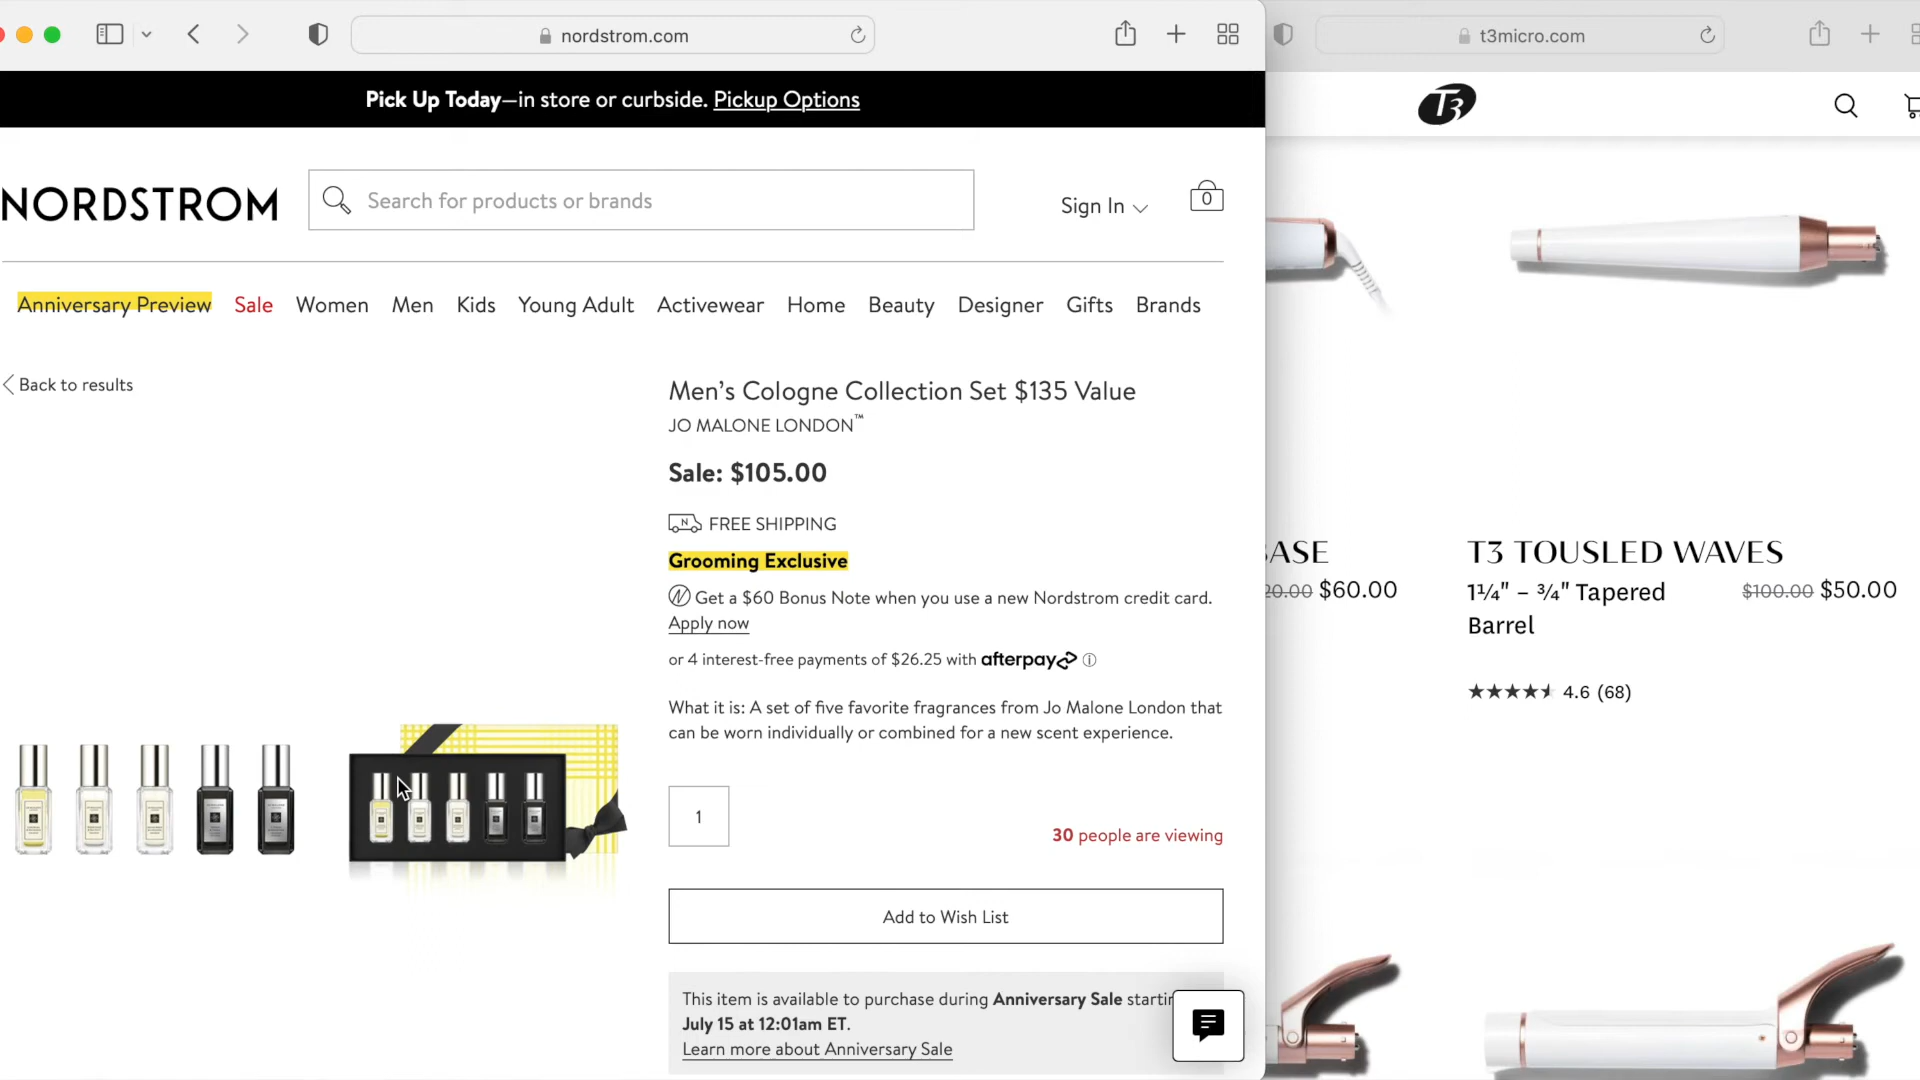 nordstrom.com
Pick Up Today—in store or curbside. Pickup Options
NORDSTROM
Search for products or brands
Sign In
0
Anniversary Preview Sale Women Men Kids Young Adult Activewear Home Beauty Designer Gifts Brands
Back to results
Men's Cologne Collection Set $135 Value
JO MALONE LONDON™
Sale: $105.00
FREE SHIPPING
Grooming Exclusive
Get a $60 Bonus Note when you use a new Nordstrom credit card.
Apply now
or 4 interest-free payments of $26.25 with afterpay
What it is: A set of five favorite fragrances from Jo Malone London that
can be worn individually or combined for a new scent experience.
1
30 people are viewing
Add to Wish List
This item is available to purchase during Anniversary Sale
July 15 at 12:01am ET.
Learn more about Anniversary Sale
t3micro.com
T3
$60.00
T3 TOUSLED WAVES
1¼" – ¾" Tapered $100.00 $50.00
Barrel
★★★★⯨ 4.6 (68)